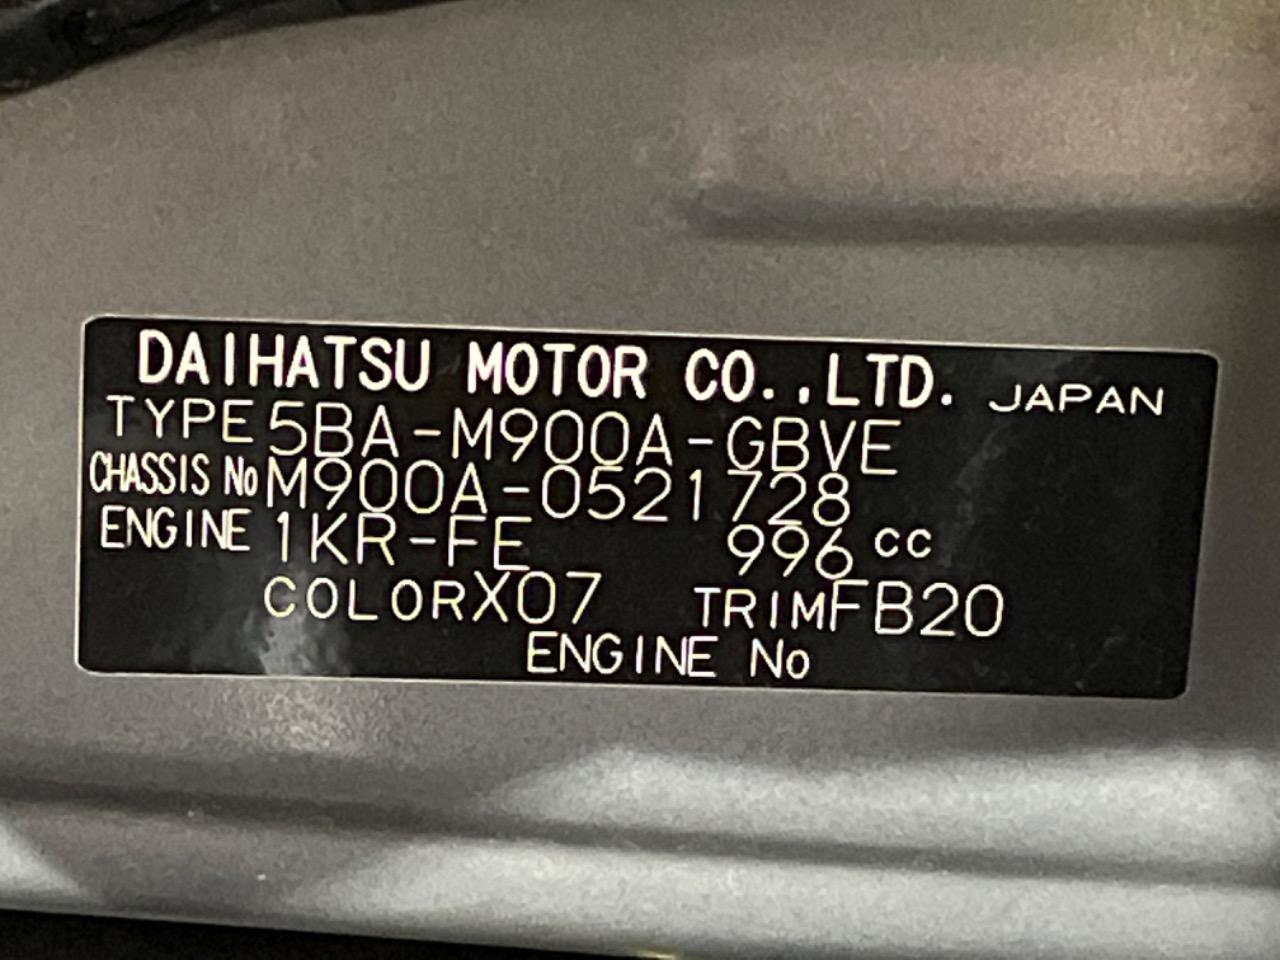 DAIHATSU MOTOR CO.,LTD. JAPAN
TYPE 5BA-M900A-GBVE
CHASSIS No M900A-0521728
ENGINE 1KR-FE 996 cc
COLOR X07 TRIM FB20
ENGINE No